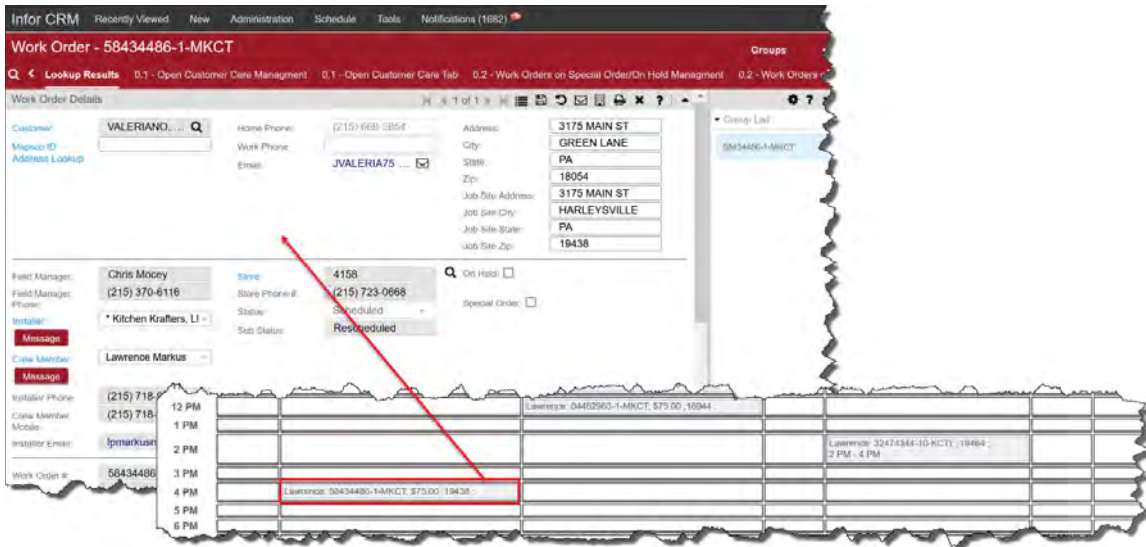 Infor CRM Recently Viewed New Administration Schedule Tools Notifications (1682)
Work Order - 58434486-1-MKCT Groups
Lookup Results 0.1 - Open Customer Care Managment 0.1 - Open Customer Care Tab 0.2 - Work Orders on Special Order/On Hold Managment 0.2 - Work Orders
Work Order Details 1 of 1 ?
Customer: VALERIANO, ... Home Phone: (215) 668-3854 Address: 3175 MAIN ST Group List
Mapsco ID Work Phone City: GREEN LANE 58434486-1-MKCT
Address Lookup Email: JVALERIA75 ... State: PA
Zip: 18054
Job Site Address: 3175 MAIN ST
Job Site City: HARLEYSVILLE
Job Site State: PA
Job Site Zip: 19438
Field Manager: Chris Mocey Store: 4158 On Hold:
Field Manager Phone: (215) 370-6116 Store Phone #: (215) 723-0668 Special Order:
Installer: * Kitchen Krafters, Ll Status: Scheduled
Message Sub Status: Rescheduled
Crew Member: Lawrence Markus
Message
Installer Phone: (215) 718-
Crew Member Mobile: (215) 718-
Installer Email: lpmarkusn
Work Order #: 58434486
12 PM Lawrence: 04482963-1-MKCT, $75.00 ;18944 ;
1 PM
2 PM Lawrence: 32474344-10-KCTI; ;19464 ;
2 PM - 4 PM
3 PM
4 PM Lawrence: 58434486-1-MKCT, $75.00 ;19438 ;
5 PM
6 PM